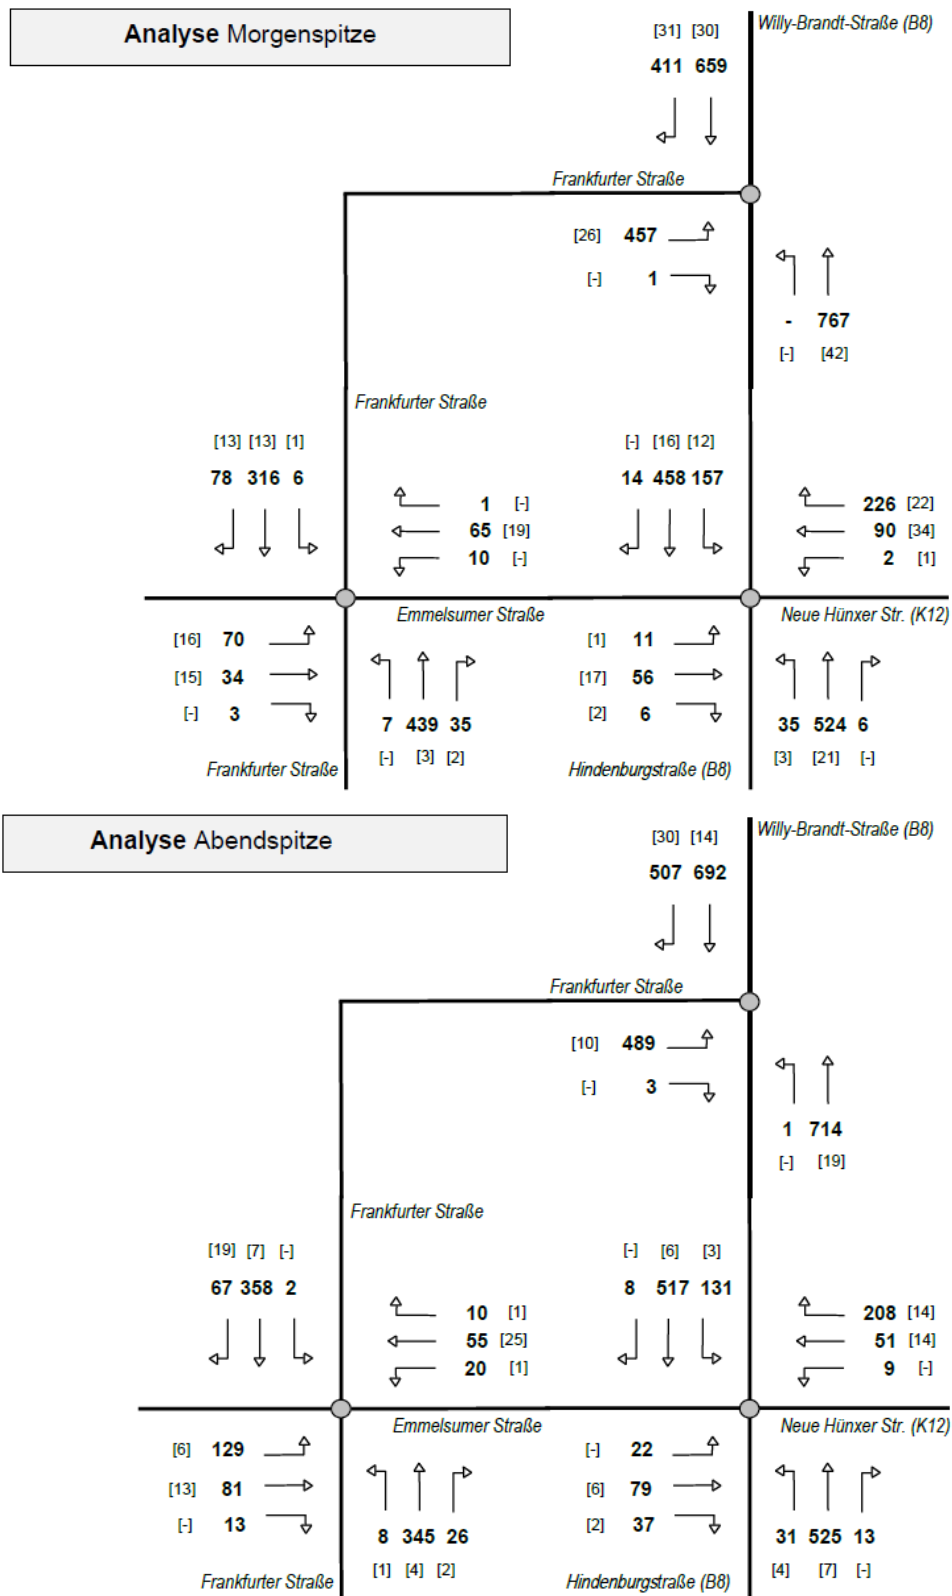 Analyse Morgenspitze
Willy-Brandt-Straße (B8)
[31] [30]
411 659
Frankfurter Straße
[26] 457
[-] 1
- 767
[-] [42]
Frankfurter Straße
[13] [13] [1]
78 316 6
[-] [16] [12]
14 458 157
1 [-]
65 [19]
10 [-]
226 [22]
90 [34]
2 [1]
Emmelsumer Straße
Neue Hünxer Str. (K12)
[16] 70
[15] 34
[-] 3
7 439 35
[-] [3] [2]
[1] 11
[17] 56
[2] 6
35 524 6
[3] [21] [-]
Frankfurter Straße
Hindenburgstraße (B8)
Analyse Abendspitze
Willy-Brandt-Straße (B8)
[30] [14]
507 692
Frankfurter Straße
[10] 489
[-] 3
1 714
[-] [19]
Frankfurter Straße
[19] [7] [-]
67 358 2
[-] [6] [3]
8 517 131
10 [1]
55 [25]
20 [1]
208 [14]
51 [14]
9 [-]
Emmelsumer Straße
Neue Hünxer Str. (K12)
[6] 129
[13] 81
[-] 13
8 345 26
[1] [4] [2]
[-] 22
[6] 79
[2] 37
31 525 13
[4] [7] [-]
Frankfurter Straße
Hindenburgstraße (B8)